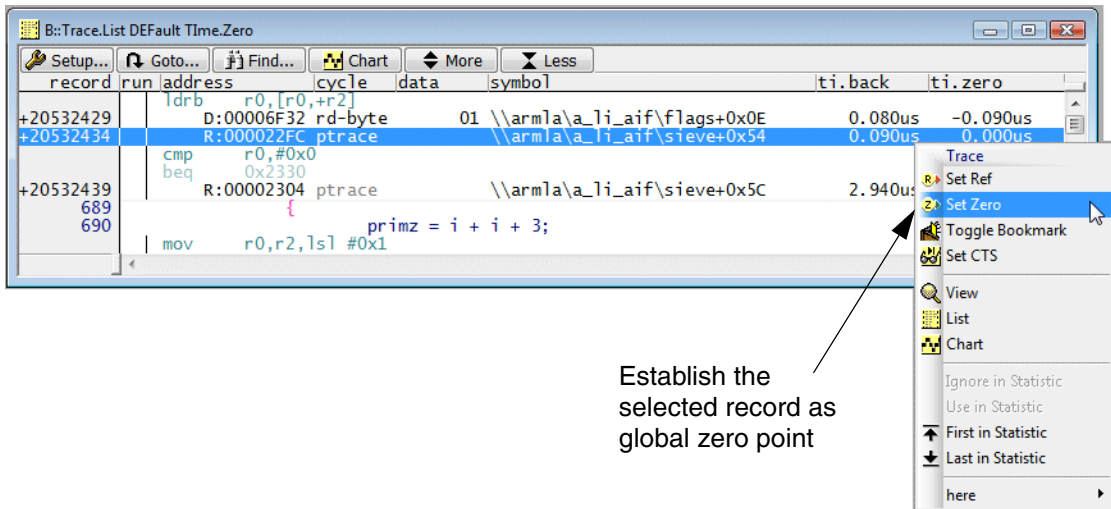 B::Trace.List DEFault TIme.Zero
Setup... Goto... Find... Chart More Less
record run address cycle data symbol ti.back ti.zero
ldrb r0,[r0,+r2]
+20532429 D:00006F32 rd-byte 01 \\armla\a_li_aif\flags+0x0E 0.080us -0.090us
+20532434 R:000022FC ptrace \\armla\a_li_aif\sieve+0x54 0.090us 0.000us
cmp r0,#0x0
beq 0x2330
+20532439 R:00002304 ptrace \\armla\a_li_aif\sieve+0x5C 2.940us
689 {
690 primz = i + i + 3;
mov r0,r2,lsl #0x1
Trace
Set Ref
Set Zero
Toggle Bookmark
Set CTS
View
List
Chart
Ignore in Statistic
Use in Statistic
First in Statistic
Last in Statistic
here
Establish the
selected record as
global zero point